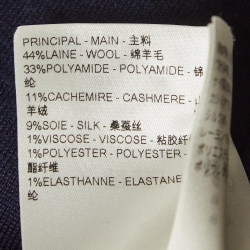 PRINCIPAL - MAIN - 主料
44%LAINE - WOOL - 绵羊毛
33%POLYAMIDE - POLYAMIDE - 锦
纶
11%CACHEMIRE - CASHMERE - 山
羊绒
9%SOIE - SILK - 桑蚕丝
1%VISCOSE - VISCOSE - 粘胶纤
1%POLYESTER - POLYESTER -
酯纤维
1%ELASTHANNE - ELASTANE
纶